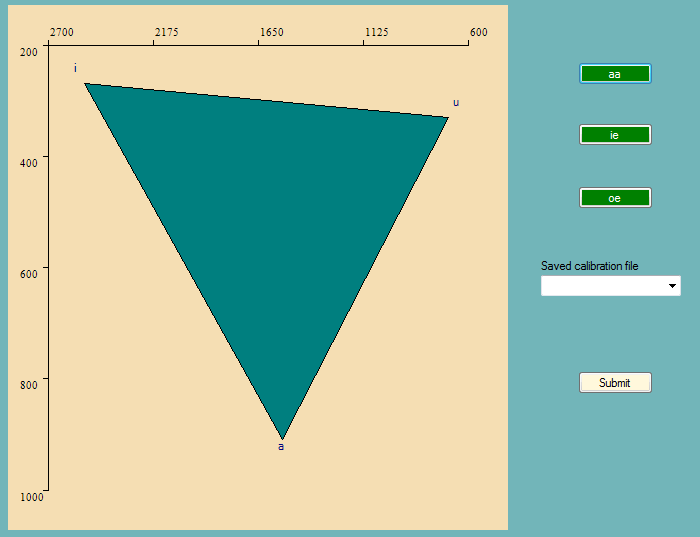 2700 2175 1650 1125 600
200
i
u
400
600
800
a
1000
aa
ie
oe
Saved calibration file
Submit